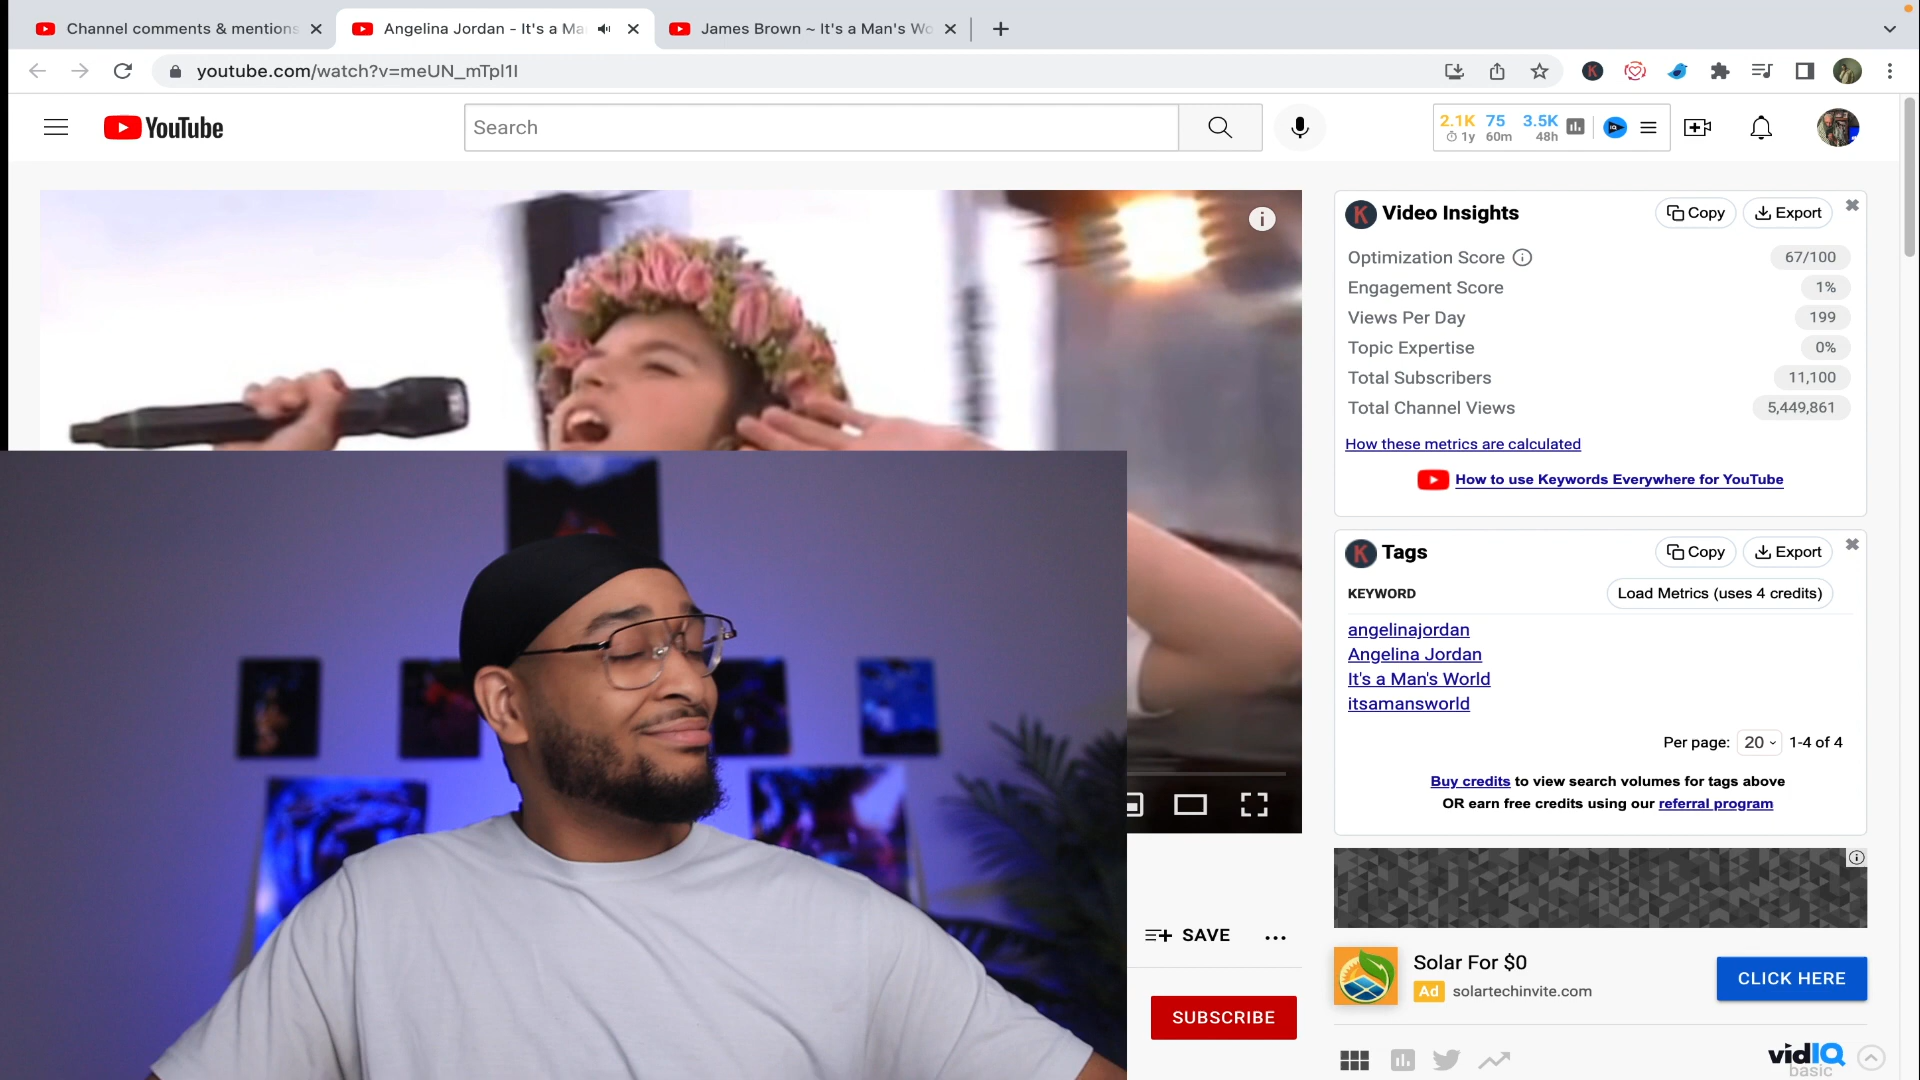 Channel comments & mentions
Angelina Jordan - It's a Ma
James Brown ~ It's a Man's Wo
youtube.com/watch?v=meUN_mTpl1I
YouTube
Search
2.1K 75 3.5K
1y 60m 48h
Video Insights
Copy
Export
Optimization Score
67/100
Engagement Score
1%
Views Per Day
199
Topic Expertise
0%
Total Subscribers
11,100
Total Channel Views
5,449,861
How these metrics are calculated
How to use Keywords Everywhere for YouTube
Tags
Copy
Export
KEYWORD
Load Metrics (uses 4 credits)
angelinajordan
Angelina Jordan
It's a Man's World
itsamansworld
Per page: 20 1-4 of 4
Buy credits to view search volumes for tags above
OR earn free credits using our referral program
SAVE
SUBSCRIBE
Solar For $0
Ad solartechinvite.com
CLICK HERE
vidIQ
basic